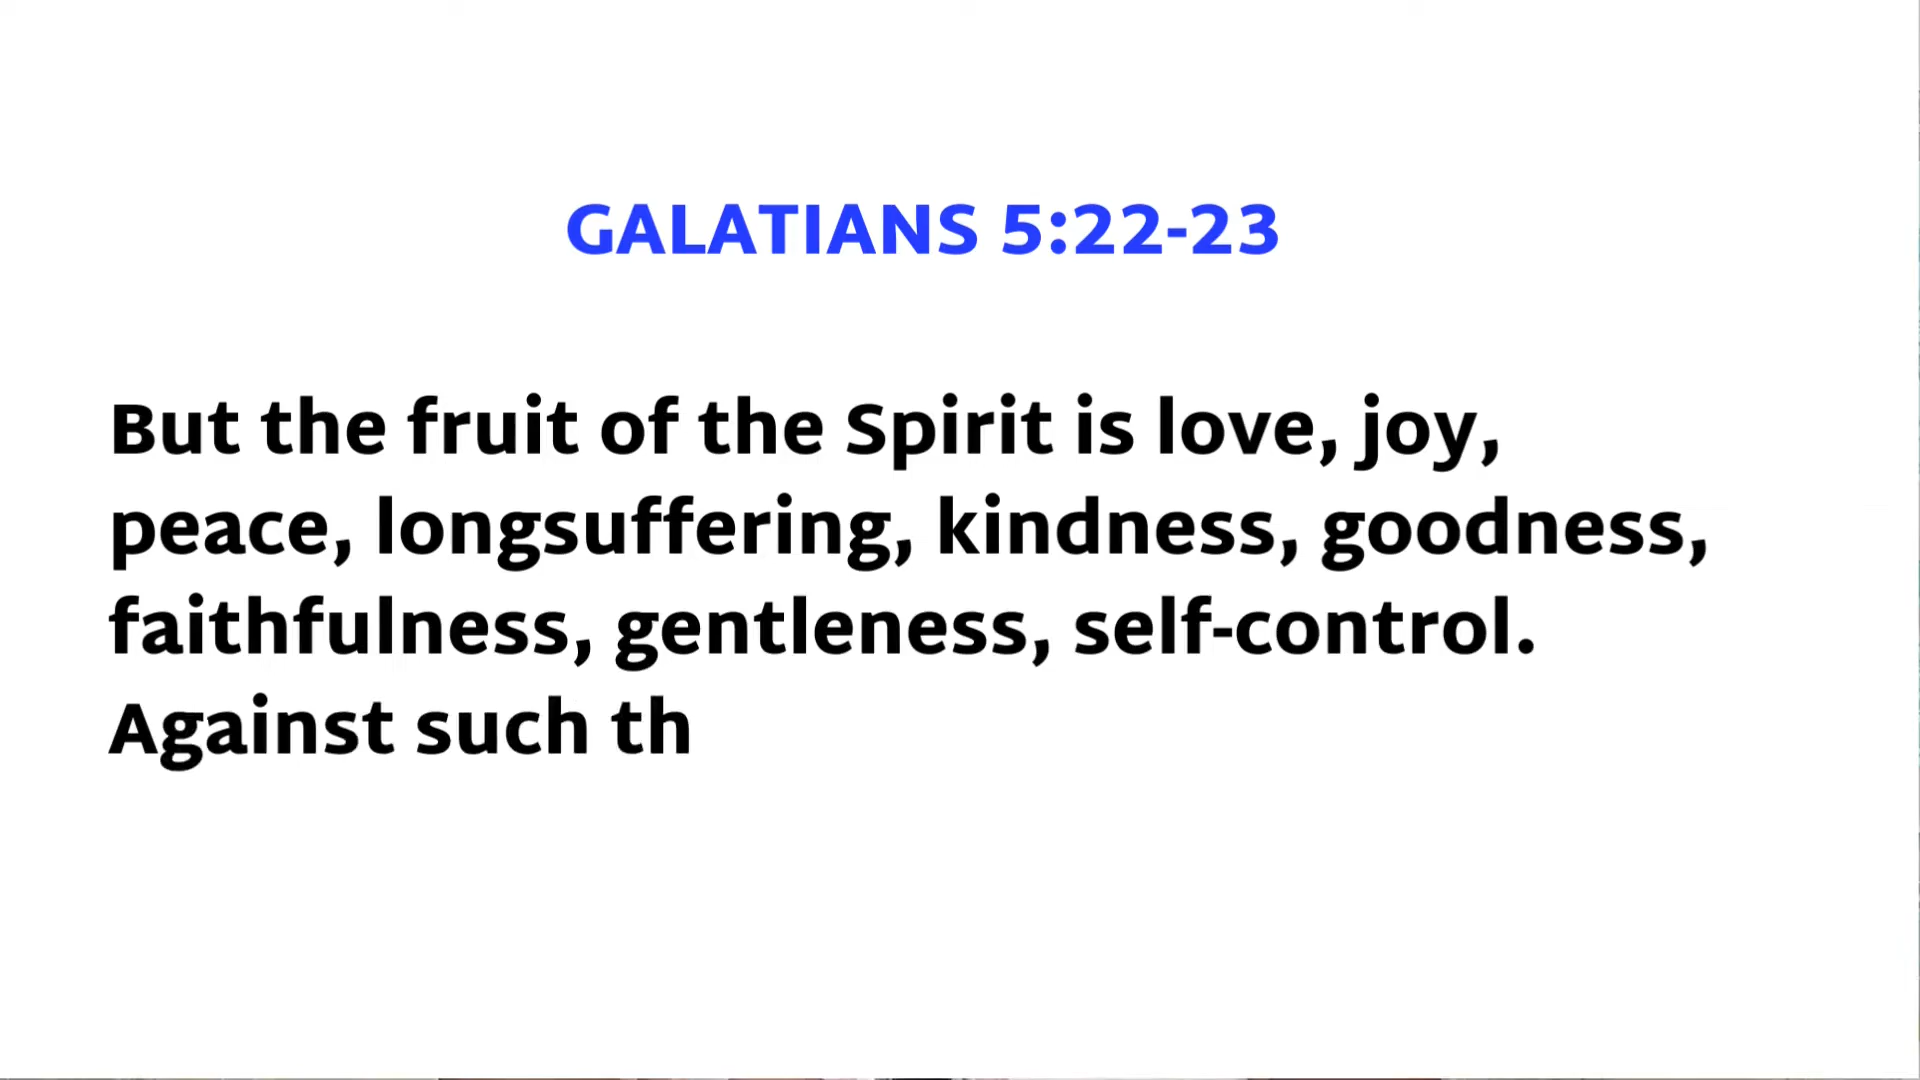 GALATIANS 5:22-23
But the fruit of the Spirit is love, joy,
peace, longsuffering, kindness, goodness,
faithfulness, gentleness, self-control.
Against such th